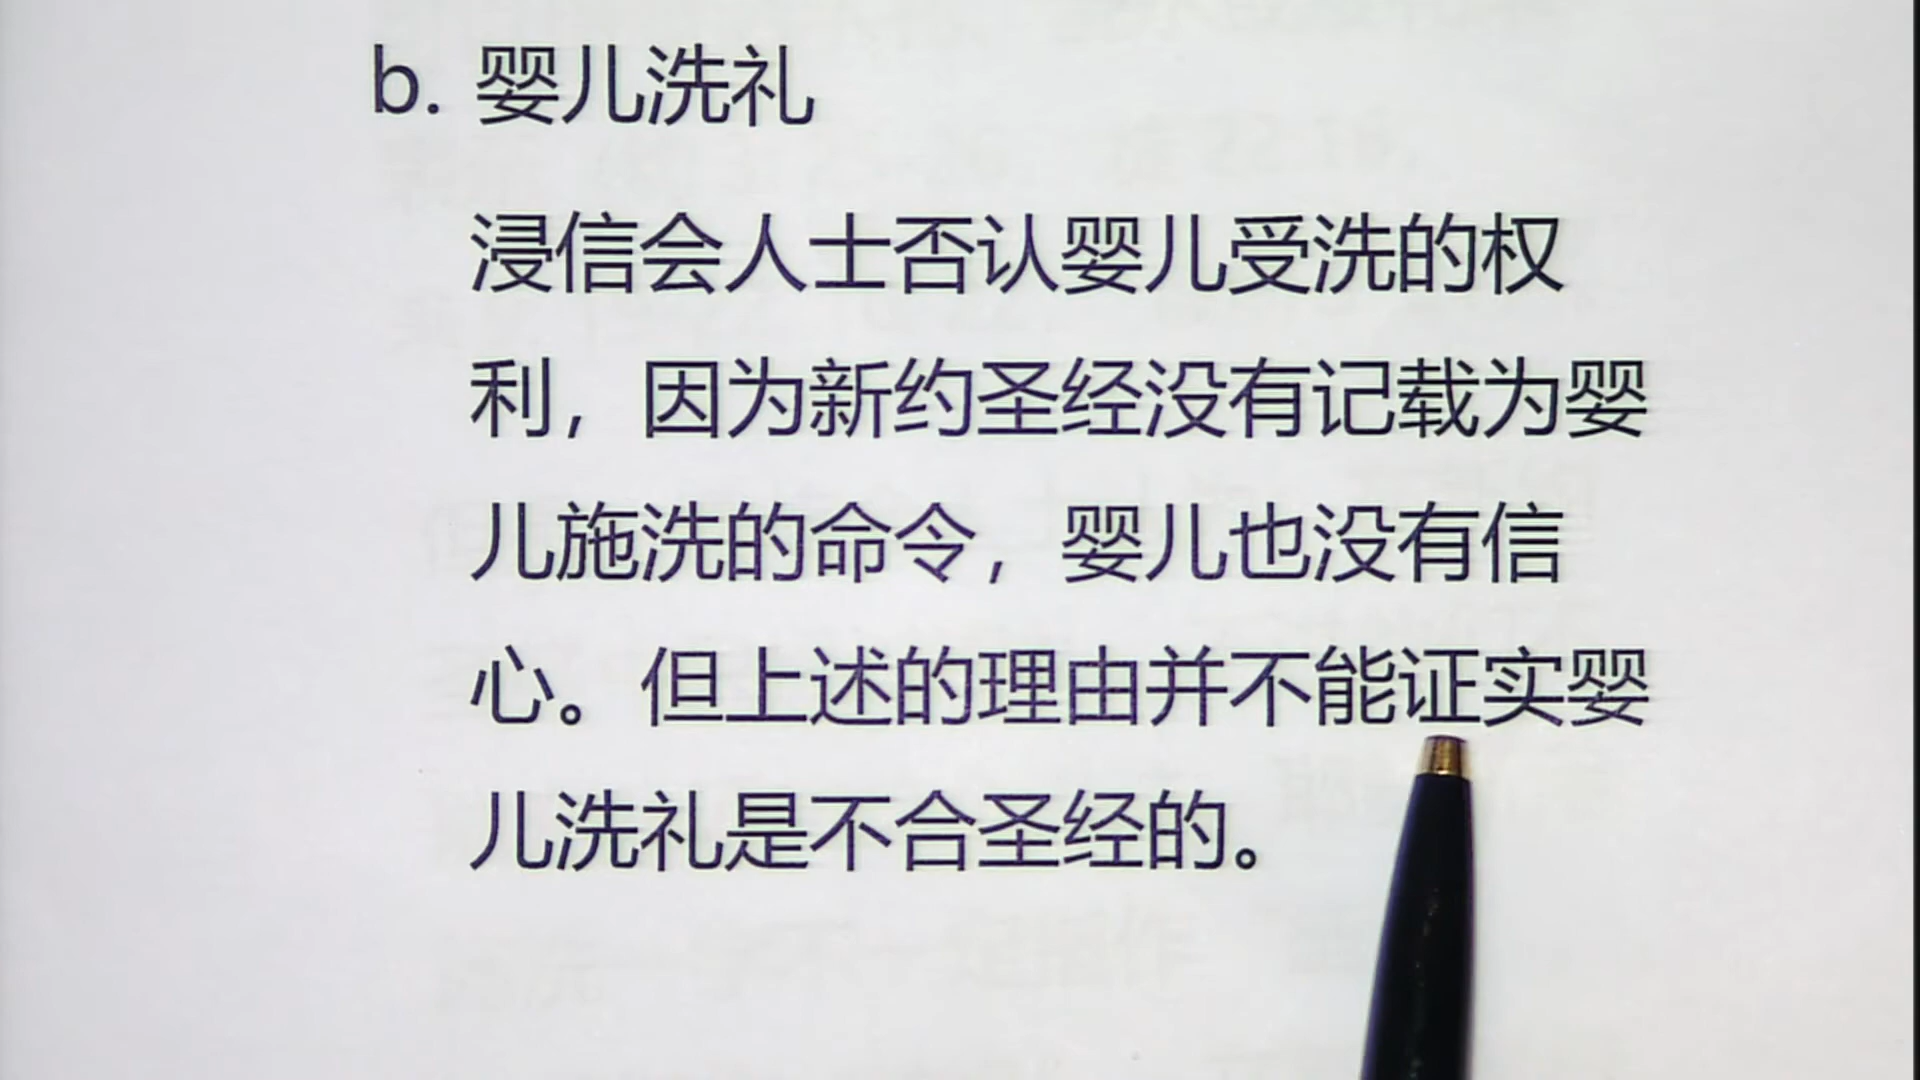 b. 婴儿洗礼
浸信会人士否认婴儿受洗的权
利，因为新约圣经没有记载为婴
儿施洗的命令，婴儿也没有信
心。但上述的理由并不能证实婴
儿洗礼是不合圣经的。